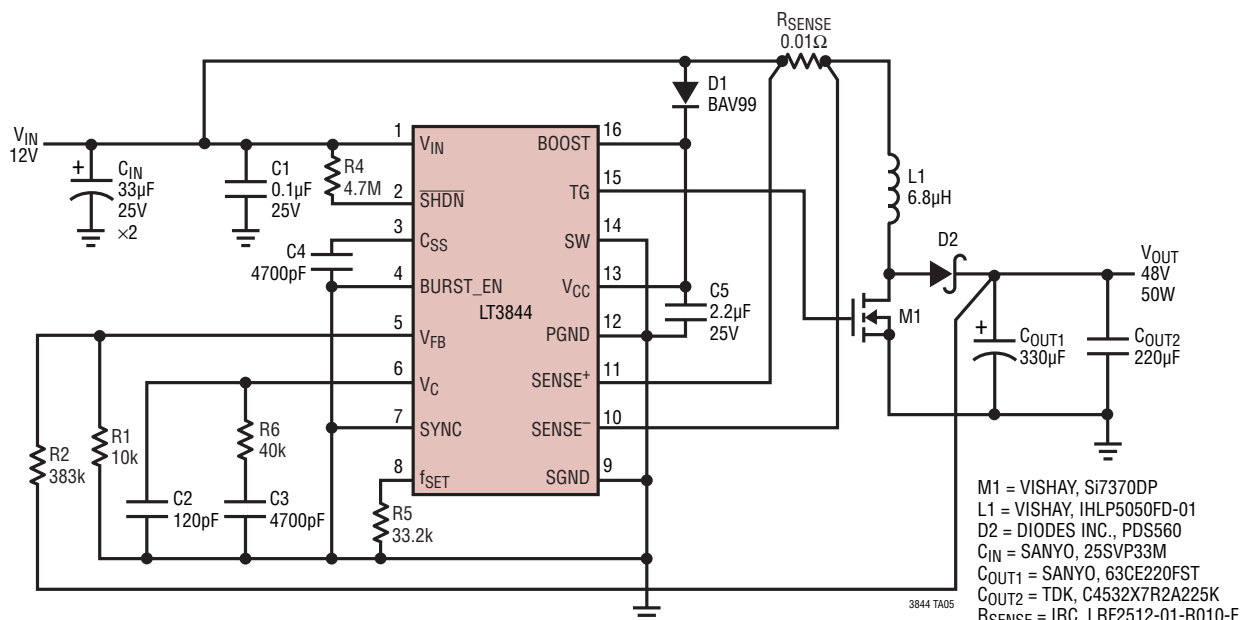 RSENSE
0.01Ω
D1
BAV99
VIN
12V
+
CIN
33µF
25V
×2
C1
0.1µF
25V
R4
4.7M
1
VIN
2
SHDN
3
CSS
4
BURST_EN
5
VFB
6
VC
7
SYNC
8
fSET
LT3844
16
BOOST
15
TG
14
SW
13
VCC
12
PGND
11
SENSE+
10
SENSE–
9
SGND
C4
4700pF
C5
2.2µF
25V
L1
6.8µH
D2
M1
VOUT
48V
50W
+
COUT1
330µF
COUT2
220µF
R2
383k
R1
10k
C2
120pF
R6
40k
C3
4700pF
R5
33.2k
M1 = VISHAY, Si7370DP
L1 = VISHAY, IHLP5050FD-01
D2 = DIODES INC., PDS560
CIN = SANYO, 25SVP33M
COUT1 = SANYO, 63CE220FST
COUT2 = TDK, C4532X7R2A225K
RSENSE = IRC, LRF2512-01-R010-F
3844 TA05